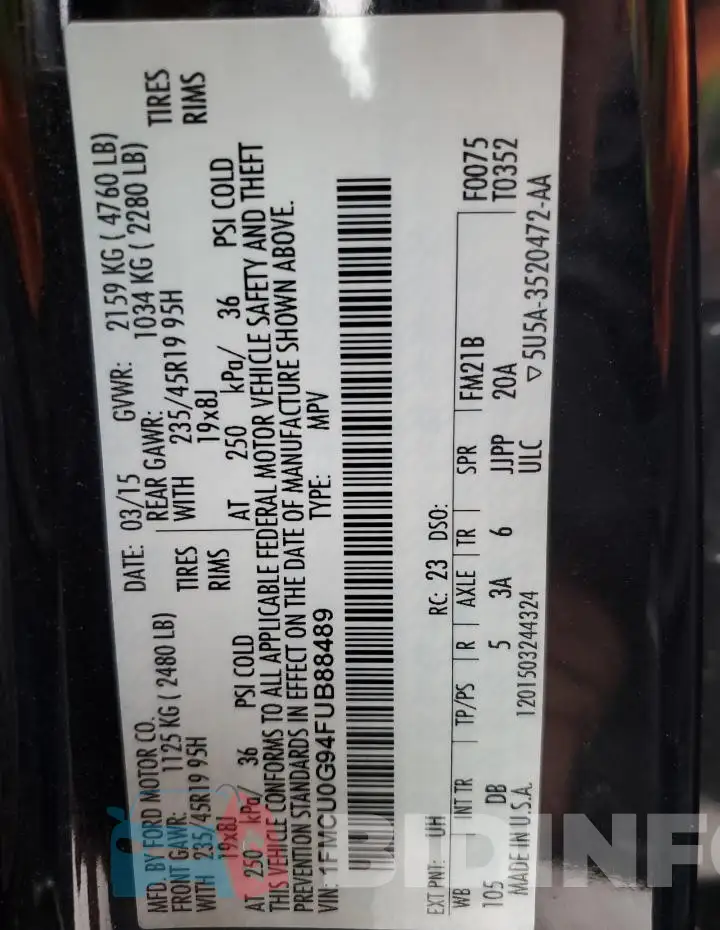 MFD. BY FORD MOTOR CO. DATE: 03/15 GVWR: 2159 KG ( 4760 LB)
FRONT GAWR: 1125 KG ( 2480 LB) REAR GAWR: 1034 KG ( 2280 LB)
WITH 235/45R19 95H TIRES WITH 235/45R19 95H TIRES
19x8J RIMS 19x8J RIMS
AT 250 kPa/ 36 PSI COLD AT 250 kPa/ 36 PSI COLD
THIS VEHICLE CONFORMS TO ALL APPLICABLE FEDERAL MOTOR VEHICLE SAFETY AND THEFT
PREVENTION STANDARDS IN EFFECT ON THE DATE OF MANUFACTURE SHOWN ABOVE.
VIN: 1FMCU0G94FUB88489 TYPE: MPV
EXT PNT: UH RC: 23 DSO:
WB INT TR TP/PS R AXLE TR SPR FM21B F0075
105 DB 5 3A 6 JJPP 20A T0352
MADE IN U.S.A. 1201503244324 ULC ▽5U5A-3520472-AA
BIDINFO